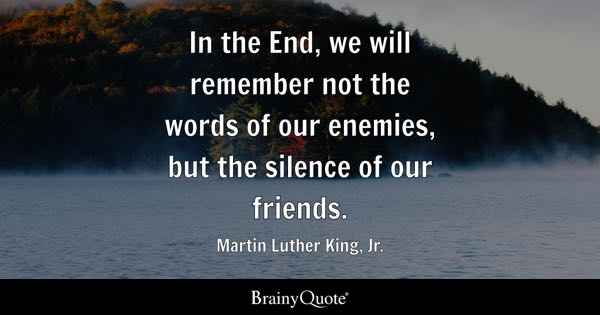 In the End, we will
remember not the
words of our enemies,
but the silence of our
friends.
Martin Luther King, Jr.
BrainyQuote®